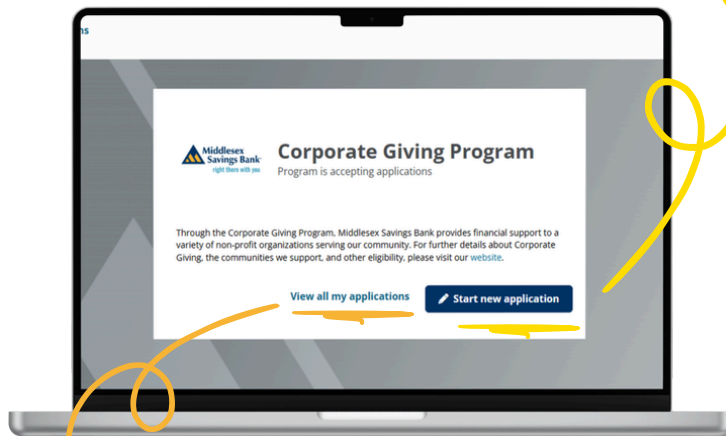 ns
Middlesex
Savings Bank
right there with you
Corporate Giving Program
Program is accepting applications
Through the Corporate Giving Program, Middlesex Savings Bank provides financial support to a
variety of non-profit organizations serving our community. For further details about Corporate
Giving, the communities we support, and other eligibility, please visit our website.
View all my applications
Start new application